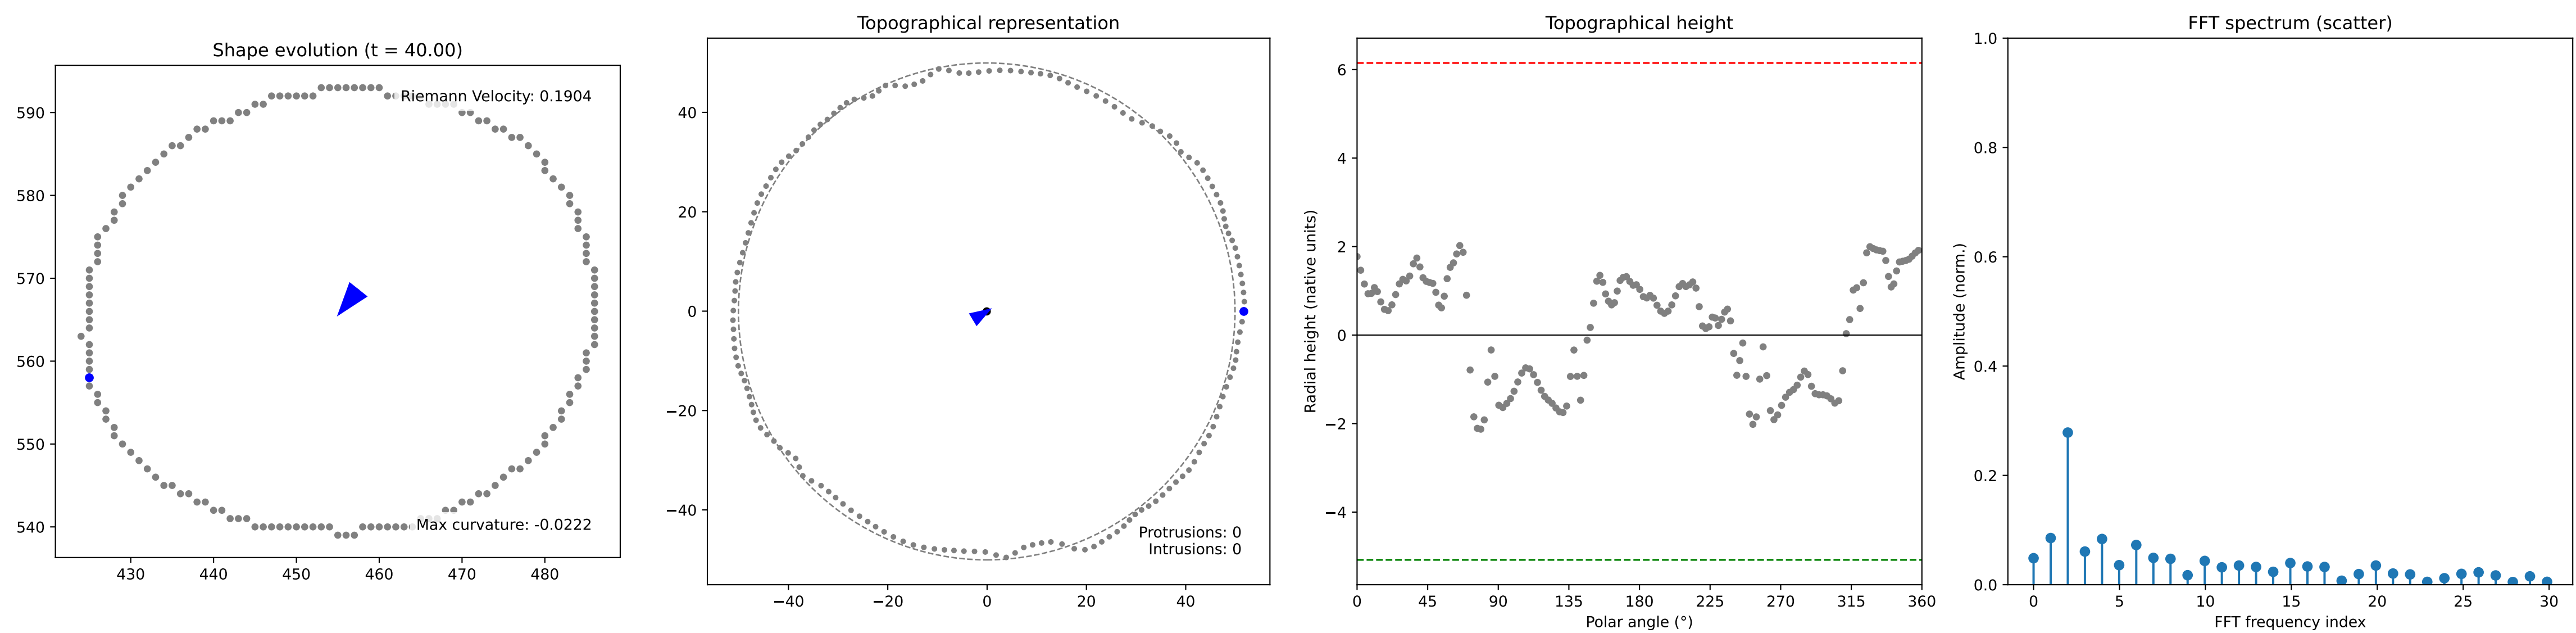 Shape evolution (t = 40.00)
Riemann Velocity: 0.1904
Max curvature: -0.0222
590
580
570
560
550
540
430 440 450 460 470 480
Topographical representation
40
20
0
−20
−40
−40 −20 0 20 40
Protrusions: 0
Intrusions: 0
Topographical height
Radial height (native units)
6
4
2
0
−2
−4
0 45 90 135 180 225 270 315 360
Polar angle (°)
FFT spectrum (scatter)
Amplitude (norm.)
1.0
0.8
0.6
0.4
0.2
0.0
0 5 10 15 20 25 30
FFT frequency index